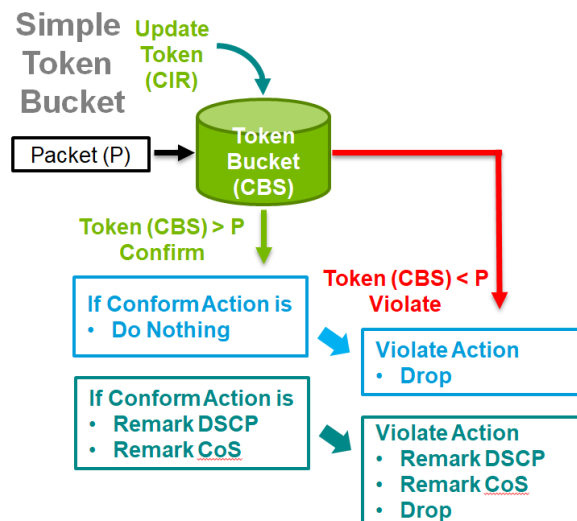 Simple
Token
Bucket
Update
Token
(CIR)
Packet (P)
Token
Bucket
(CBS)
Token (CBS) > P
Confirm
Token (CBS) < P
Violate
If Conform Action is
• Do Nothing
Violate Action
• Drop
If Conform Action is
• Remark DSCP
• Remark CoS
Violate Action
• Remark DSCP
• Remark CoS
• Drop